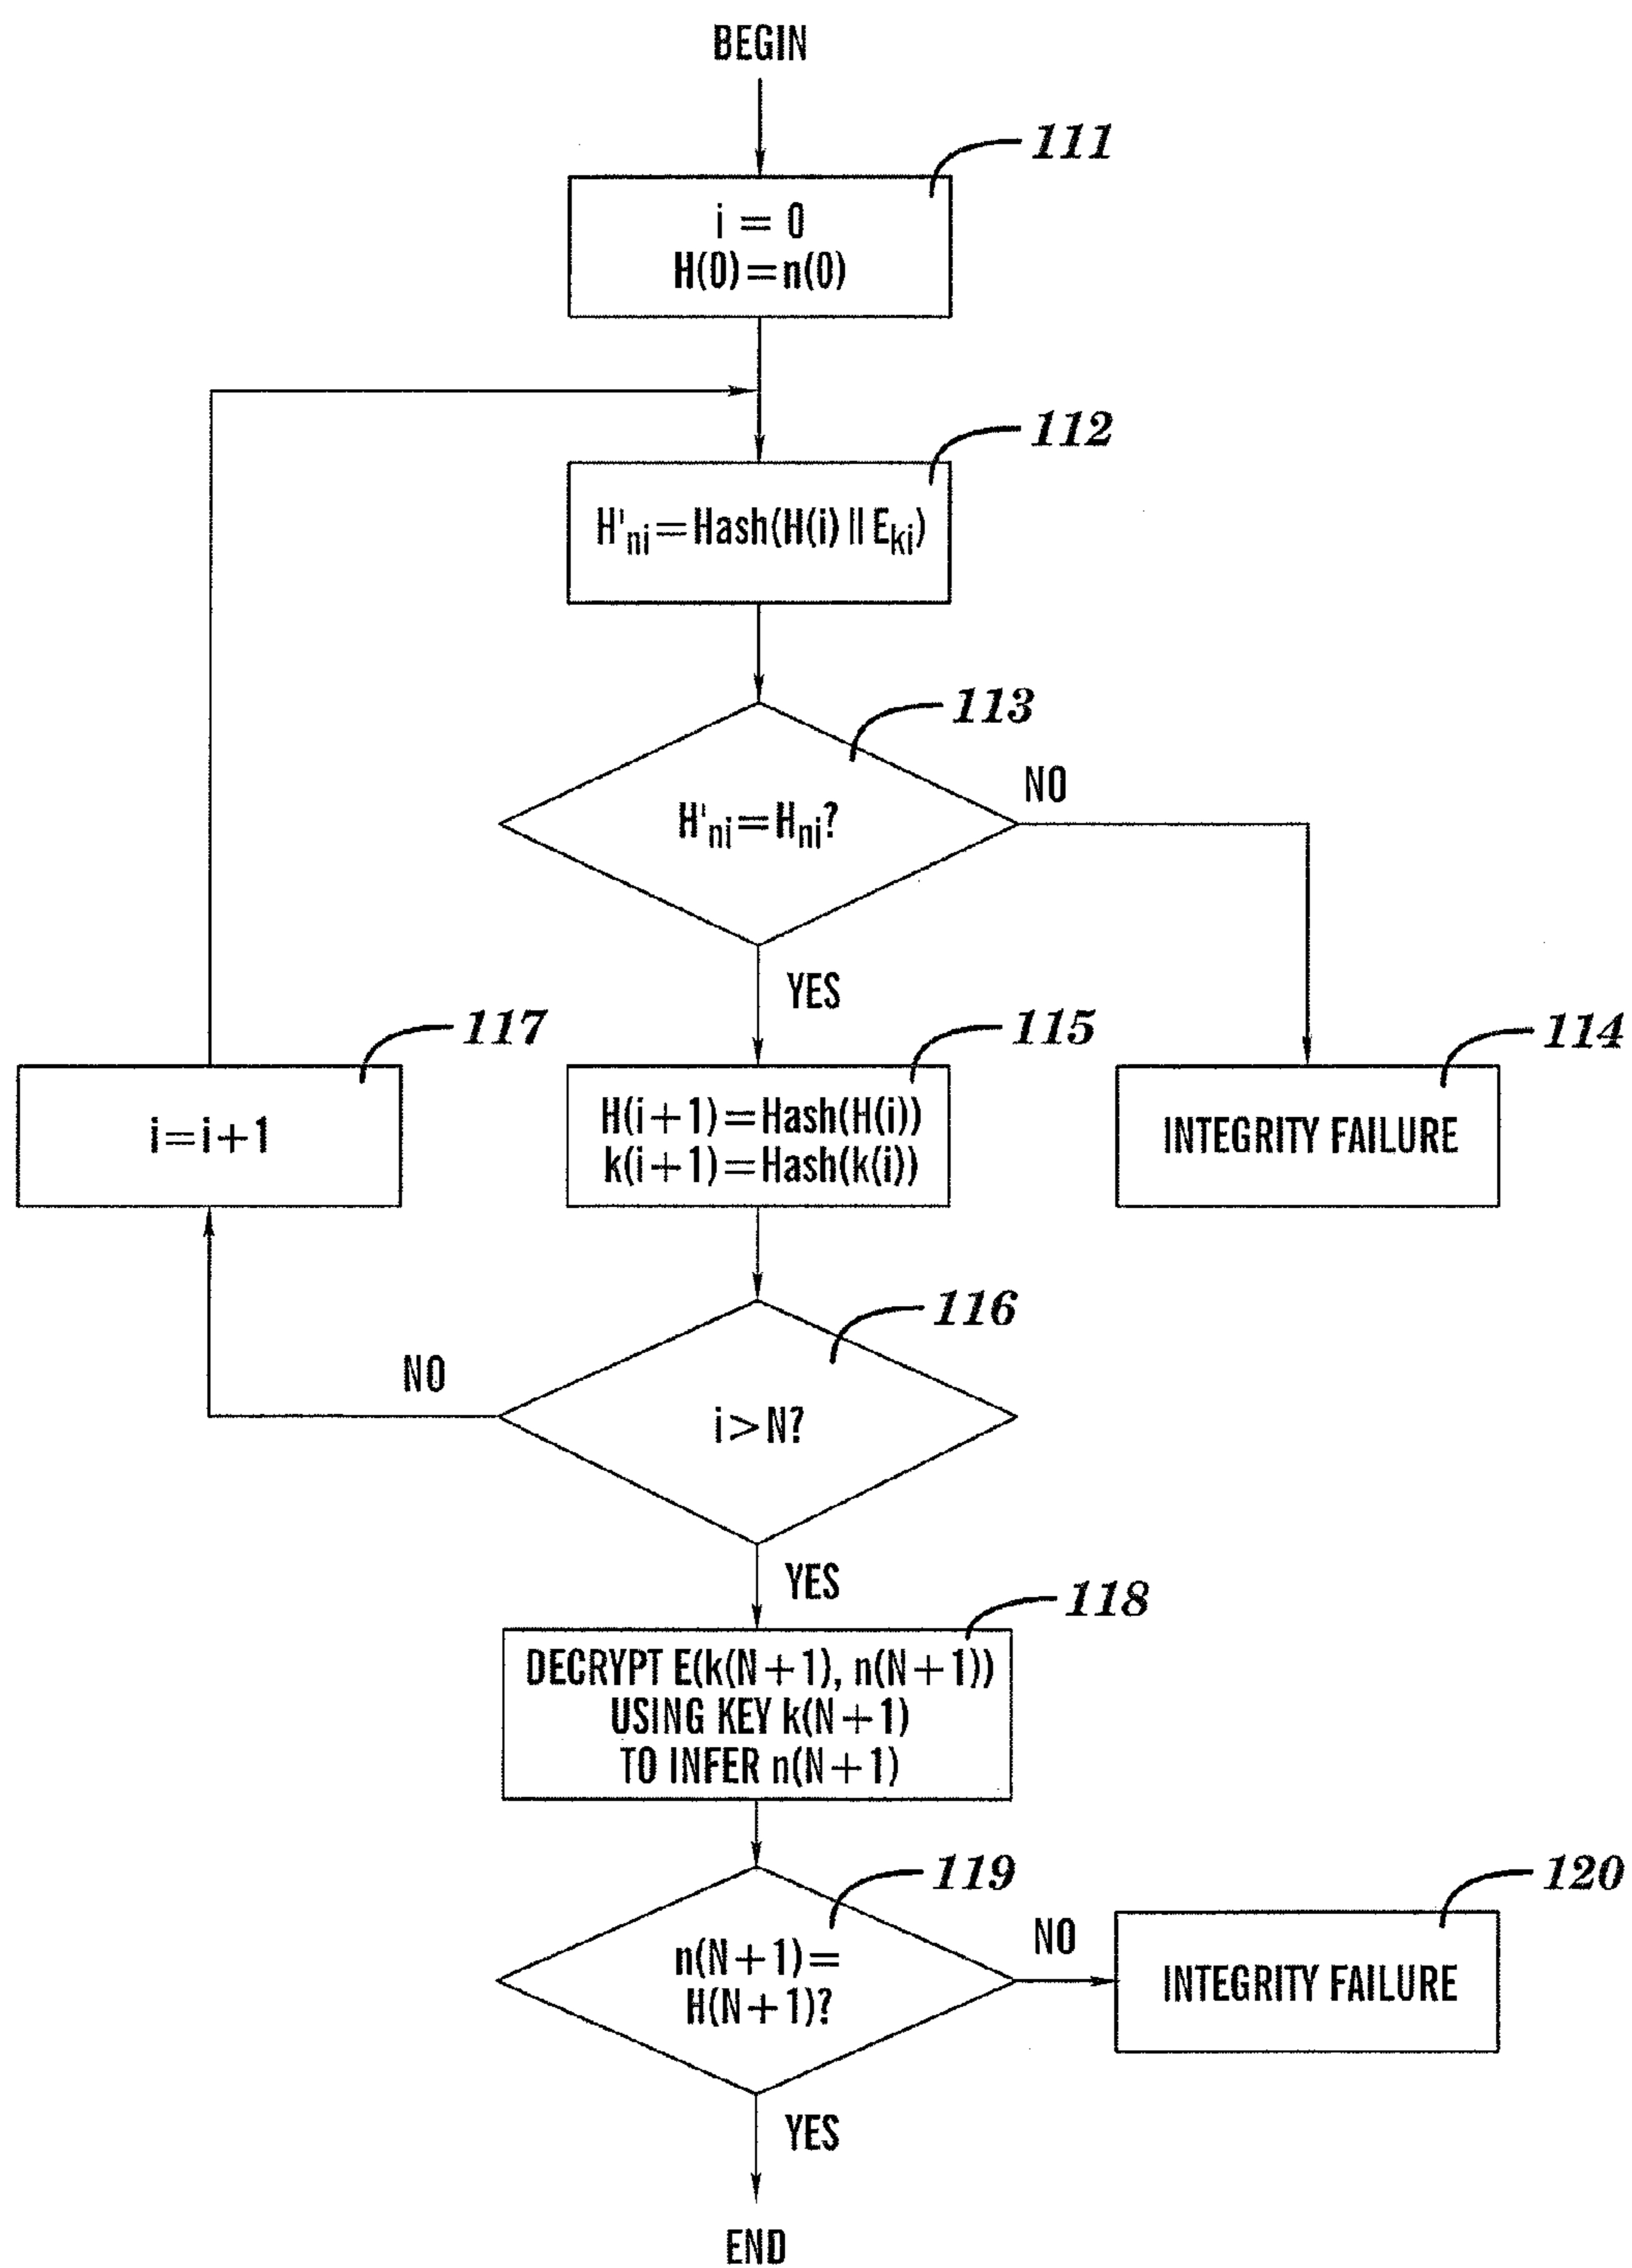 BEGIN
111
i = 0
H(0)=n(0)
112
H'ni=Hash(H(i) || Eki)
113
H'ni=Hni?
NO
YES
117
i=i+1
115
H(i+1)=Hash(H(i))
k(i+1)=Hash(k(i))
114
INTEGRITY FAILURE
116
i>N?
NO
YES
118
DECRYPT E(k(N+1), n(N+1))
USING KEY k(N+1)
TO INFER n(N+1)
119
n(N+1)=
H(N+1)?
NO
120
INTEGRITY FAILURE
YES
END